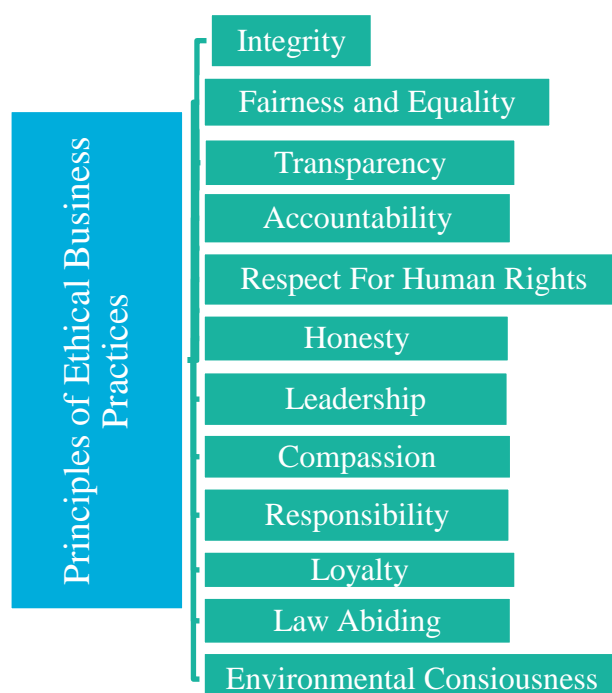 Principles of Ethical Business
Practices
Integrity
Fairness and Equality
Transparency
Accountability
Respect For Human Rights
Honesty
Leadership
Compassion
Responsibility
Loyalty
Law Abiding
Environmental Consiousness